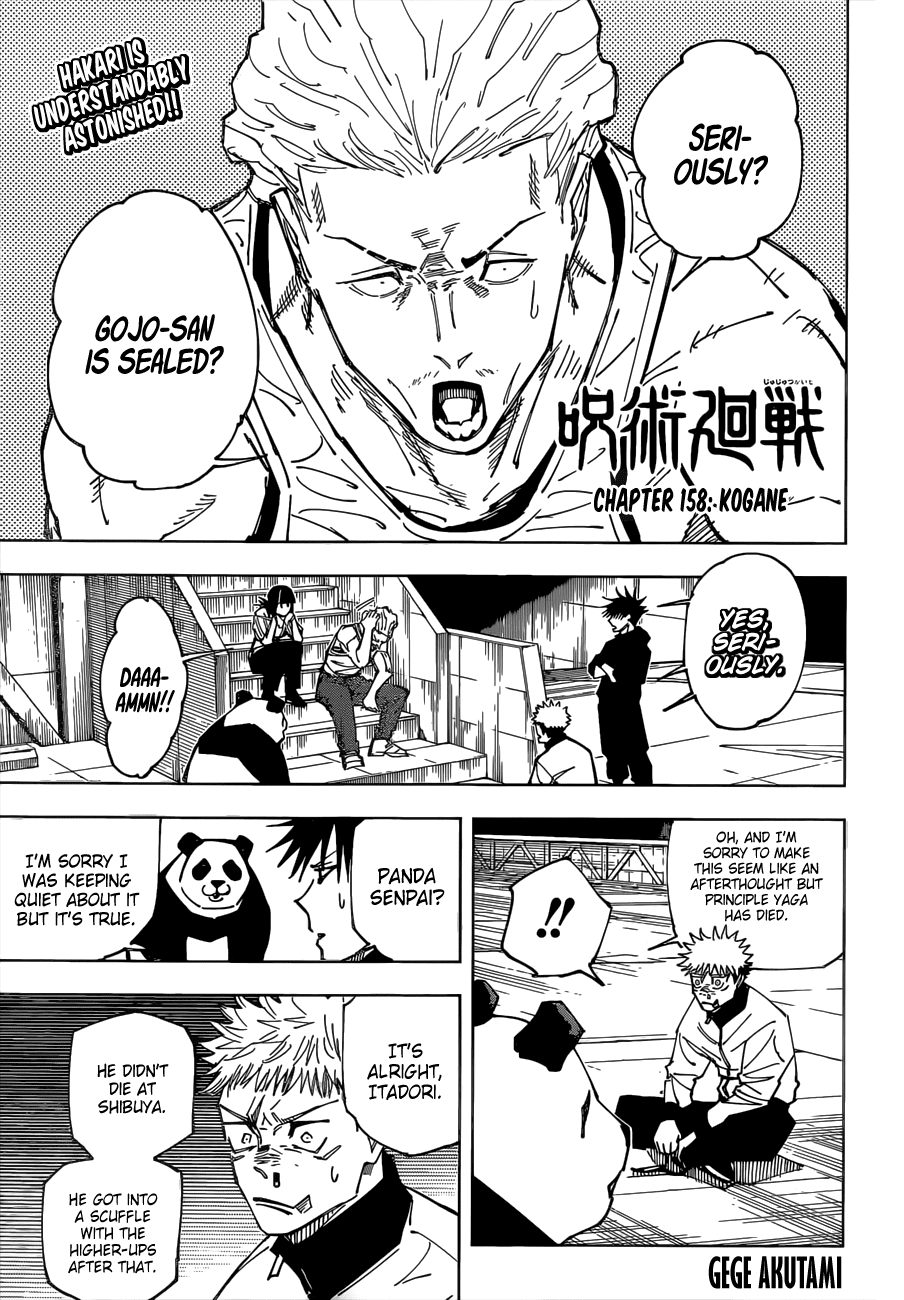 HAKARI IS
UNDERSTANDABLY
ASTONISHED!!
SERI-
OUSLY?
GOJO-SAN
IS SEALED?
じゅじゅつかいせん
呪術廻戦
CHAPTER 158: KOGANE
YES,
SERI-
OUSLY.
DAAA-
AMMN!!
OH, AND I'M
SORRY TO MAKE
THIS SEEM LIKE AN
AFTERTHOUGHT BUT
PRINCIPLE YAGA
HAS DIED.
!!
PANDA
SENPAI?
I'M SORRY I
WAS KEEPING
QUIET ABOUT IT
BUT IT'S TRUE.
IT'S
ALRIGHT,
ITADORI.
HE DIDN'T
DIE AT
SHIBUYA.
HE GOT INTO
A SCUFFLE
WITH THE
HIGHER-UPS
AFTER THAT.
GEGE AKUTAMI